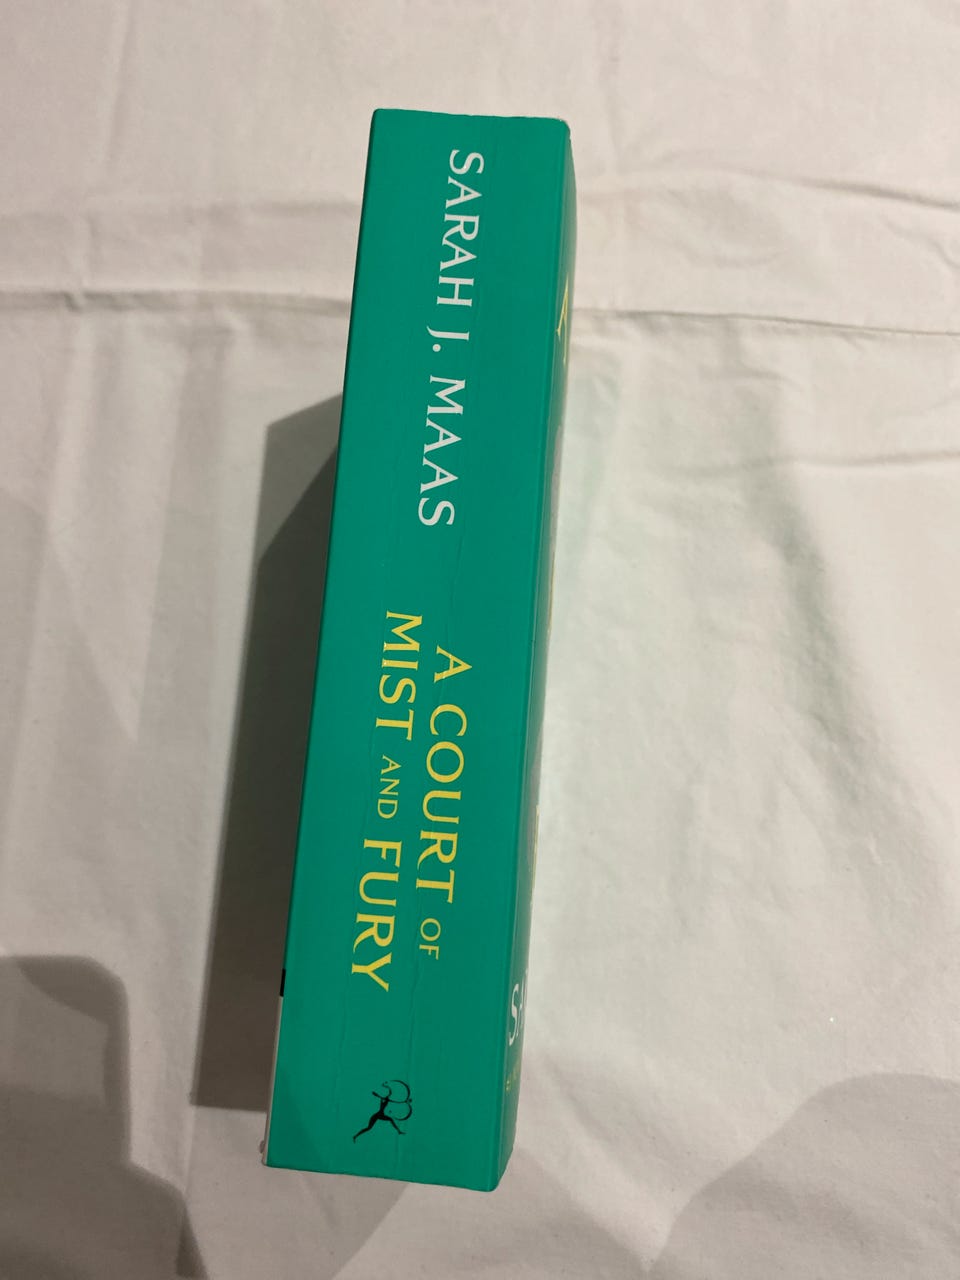 SARAH J. MAAS
A COURT OF
MIST AND FURY